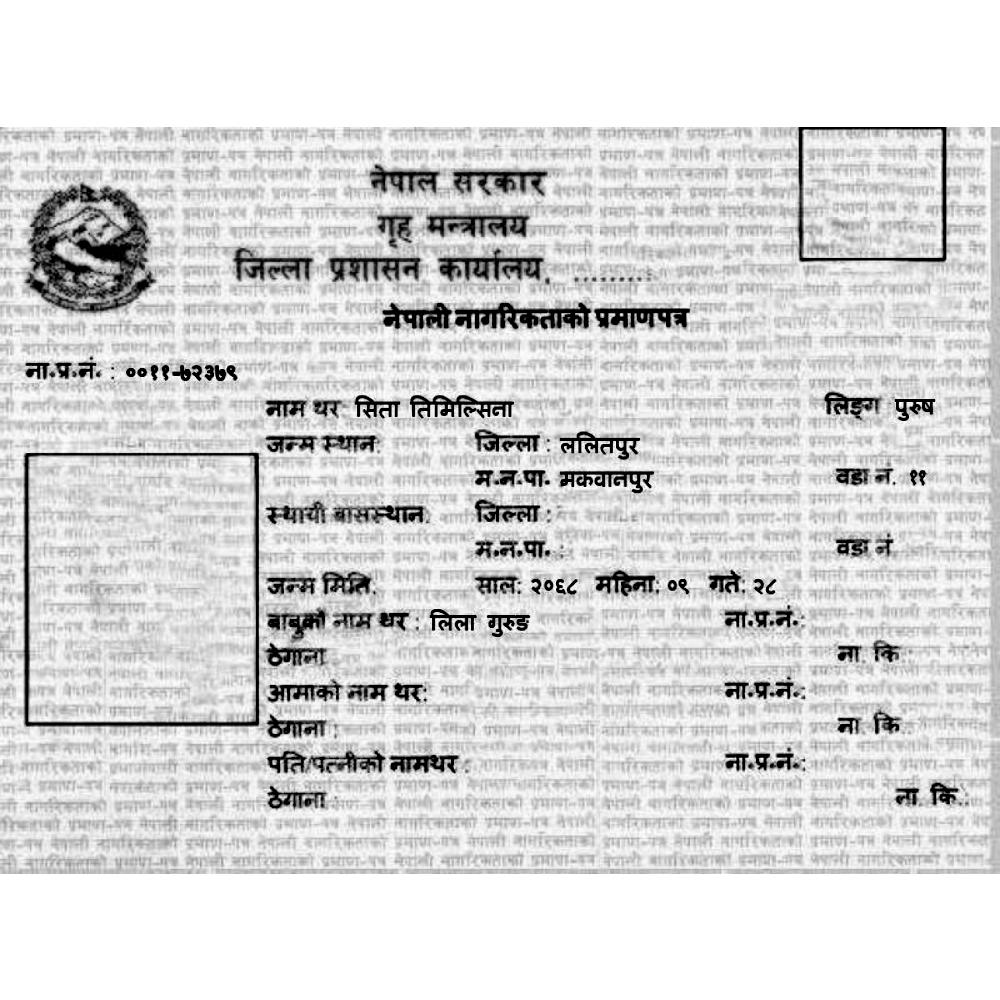 नेपाल सरकार
गृह मन्त्रालय
जिल्ला प्रशासन कार्यालय, .........
नेपाली नागरिकताको प्रमाणपत्र
ना.प्र.नं. : ००११-७२३७९
नाम थर: सिता तिमिल्सिना लिङ्ग पुरुष
जन्म स्थान: जिल्ला : ललितपुर
म.न.पा. मकवानपुर वडा नं. ११
स्थायी बासस्थान: जिल्ला :
म.न.पा. : वडा नं.
जन्म मिति: साल: २०६८ महिना: ०९ गते: २८
बाबुको नाम थर : लिला गुरुङ ना.प्र.नं.:
ठेगाना : ना. कि.:
आमाको नाम थर: ना.प्र.नं.:
ठेगाना : ना. कि.:
पति/पत्नीको नामथर : ना.प्र.नं.:
ठेगाना : ना. कि.: